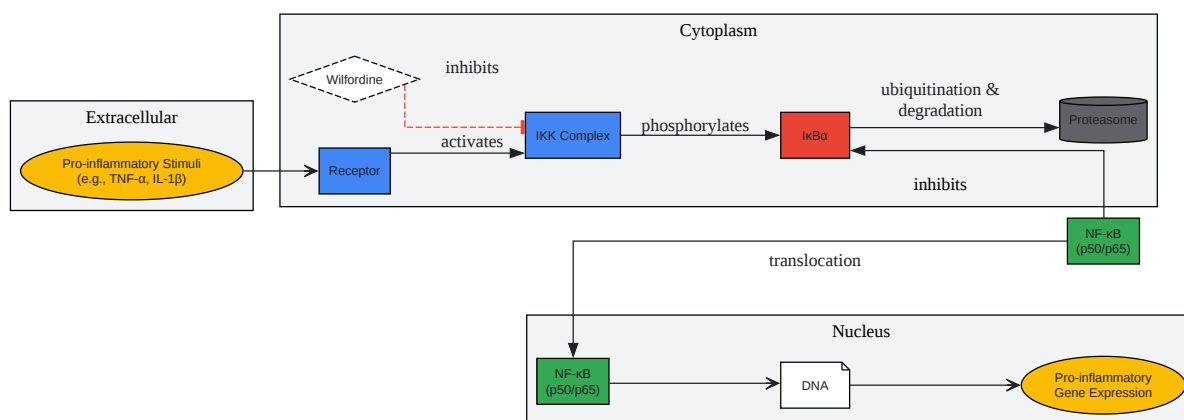 Cytoplasm
Wilfordine
inhibits
ubiquitination &
degradation
Proteasome
Extracellular
Pro-inflammatory Stimuli
(e.g., TNF-α, IL-1β)
Receptor
activates
IKK Complex
phosphorylates
IκBα
inhibits
NF-κB
(p50/p65)
translocation
Nucleus
NF-κB
(p50/p65)
DNA
Pro-inflammatory
Gene Expression